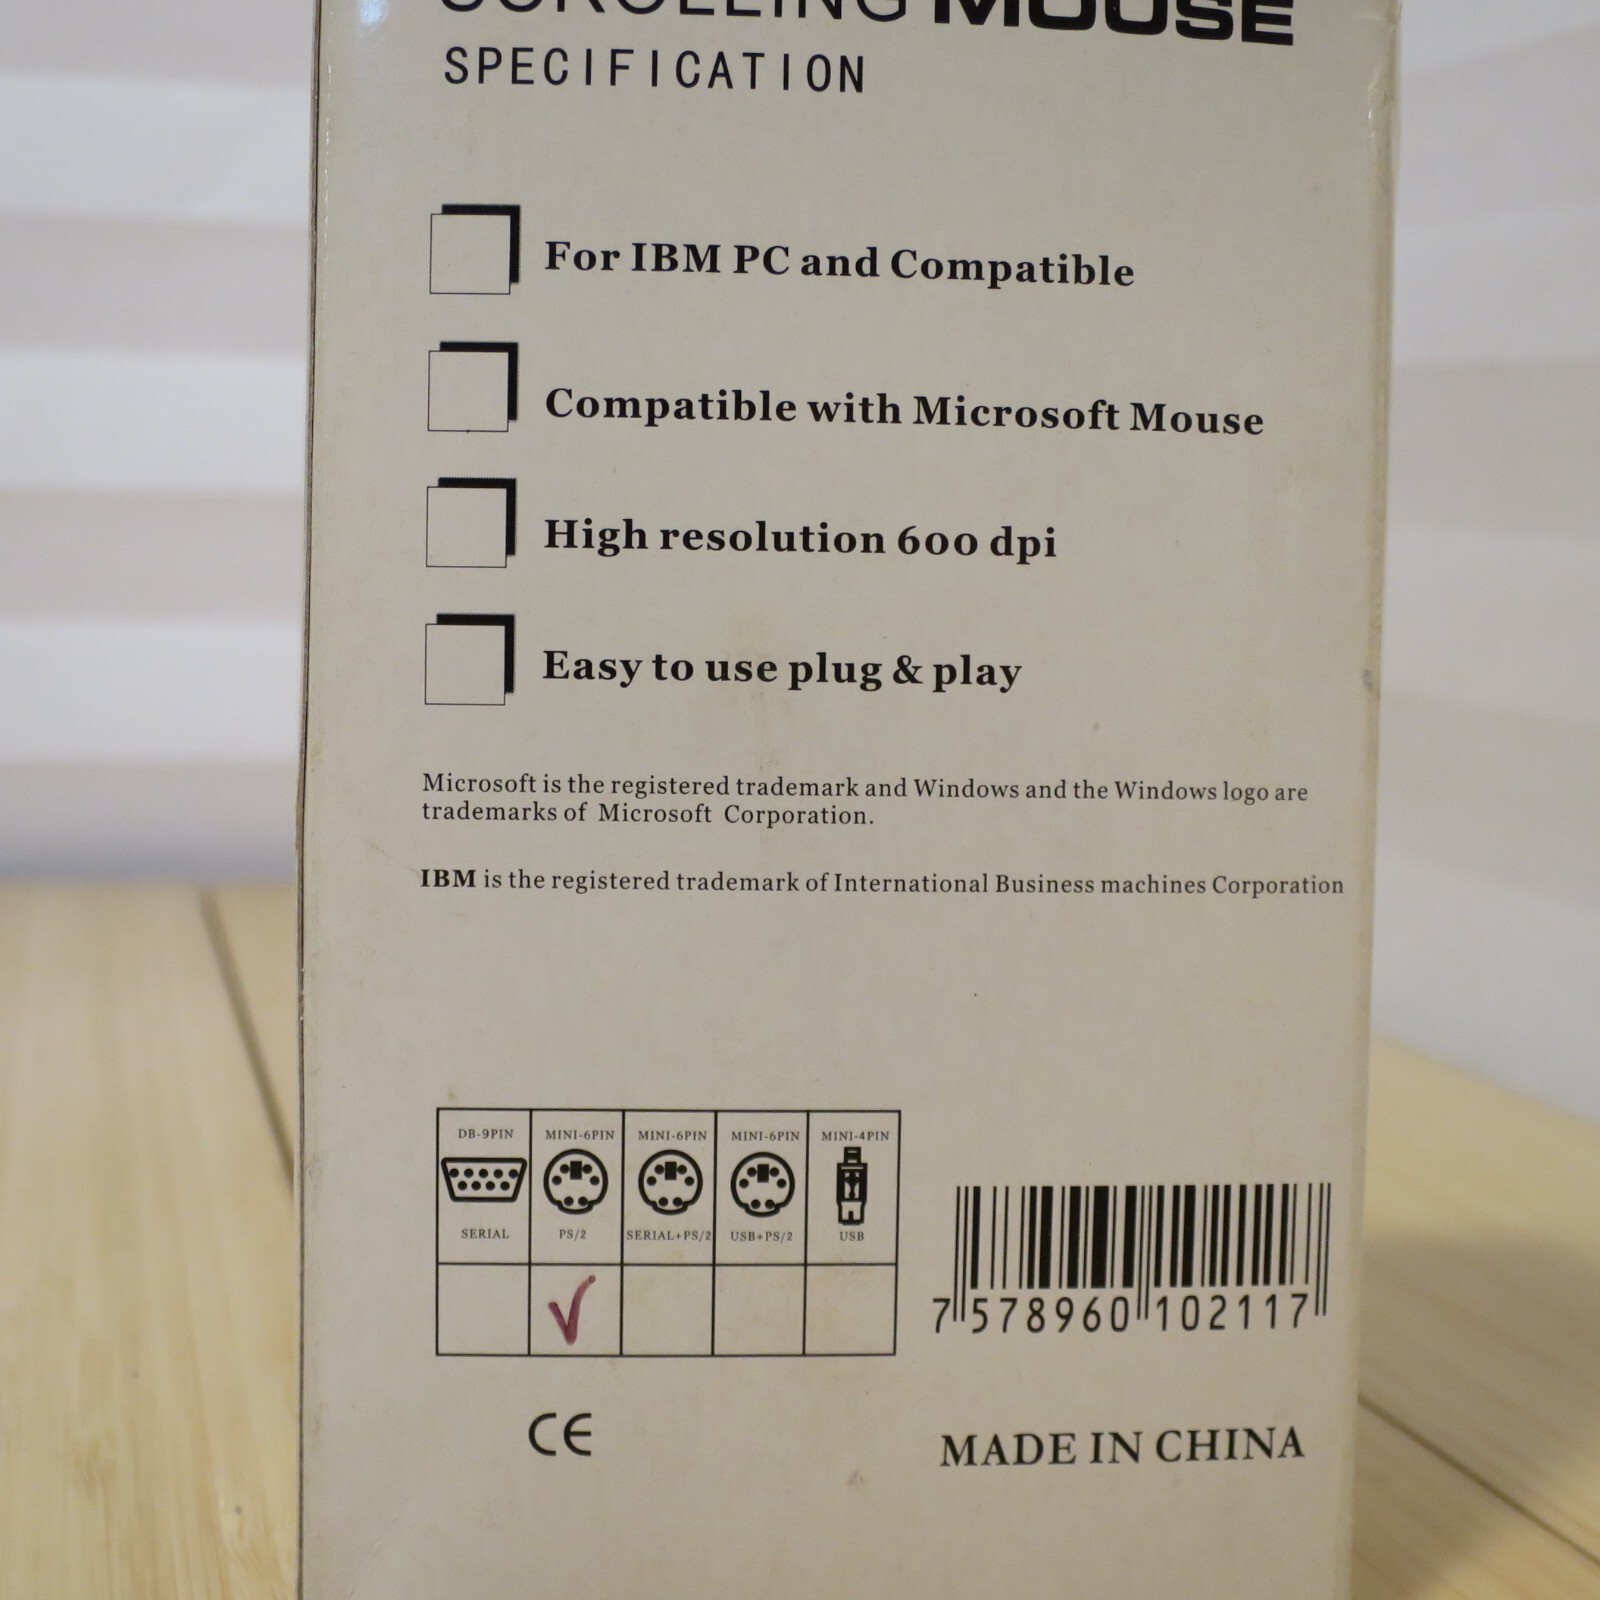 SCROLLING MOUSE
SPECIFICATION
For IBM PC and Compatible
Compatible with Microsoft Mouse
High resolution 600 dpi
Easy to use plug & play
Microsoft is the registered trademark and Windows and the Windows logo are
trademarks of Microsoft Corporation.
IBM is the registered trademark of International Business machines Corporation
DB-9PIN MINI-6PIN MINI-6PIN MINI-6PIN MINI-4PIN
SERIAL PS/2 SERIAL+PS/2 USB+PS/2 USB
7 578960 102117
CE
MADE IN CHINA